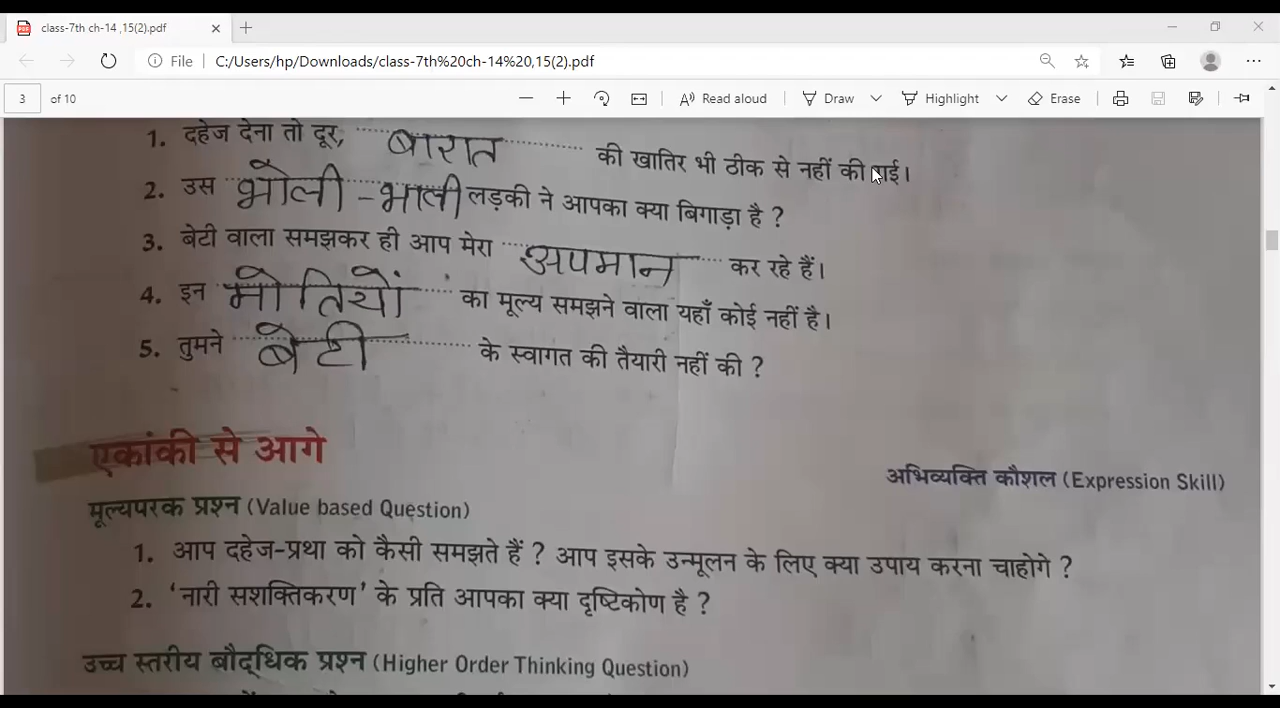 class-7th ch-14 ,15(2).pdf
File C:/Users/hp/Downloads/class-7th%20ch-14%20,15(2).pdf
3 of 10 Read aloud Draw Highlight Erase
1. दहेज देना तो दूर, बारात की खातिर भी ठीक से नहीं की गई।
2. उस भोली-भाली लड़की ने आपका क्या बिगाड़ा है ?
3. बेटी वाला समझकर ही आप मेरा अपमान कर रहे हैं।
4. इन मोतियों का मूल्य समझने वाला यहाँ कोई नहीं है।
5. तुमने बेटी के स्वागत की तैयारी नहीं की ?
एकांकी से आगे
अभिव्यक्ति कौशल (Expression Skill)
मूल्यपरक प्रश्न (Value based Question)
1. आप दहेज-प्रथा को कैसी समझते हैं ? आप इसके उन्मूलन के लिए क्या उपाय करना चाहोगे ?
2. 'नारी सशक्तिकरण' के प्रति आपका क्या दृष्टिकोण है ?
उच्च स्तरीय बौद्धिक प्रश्न (Higher Order Thinking Question)